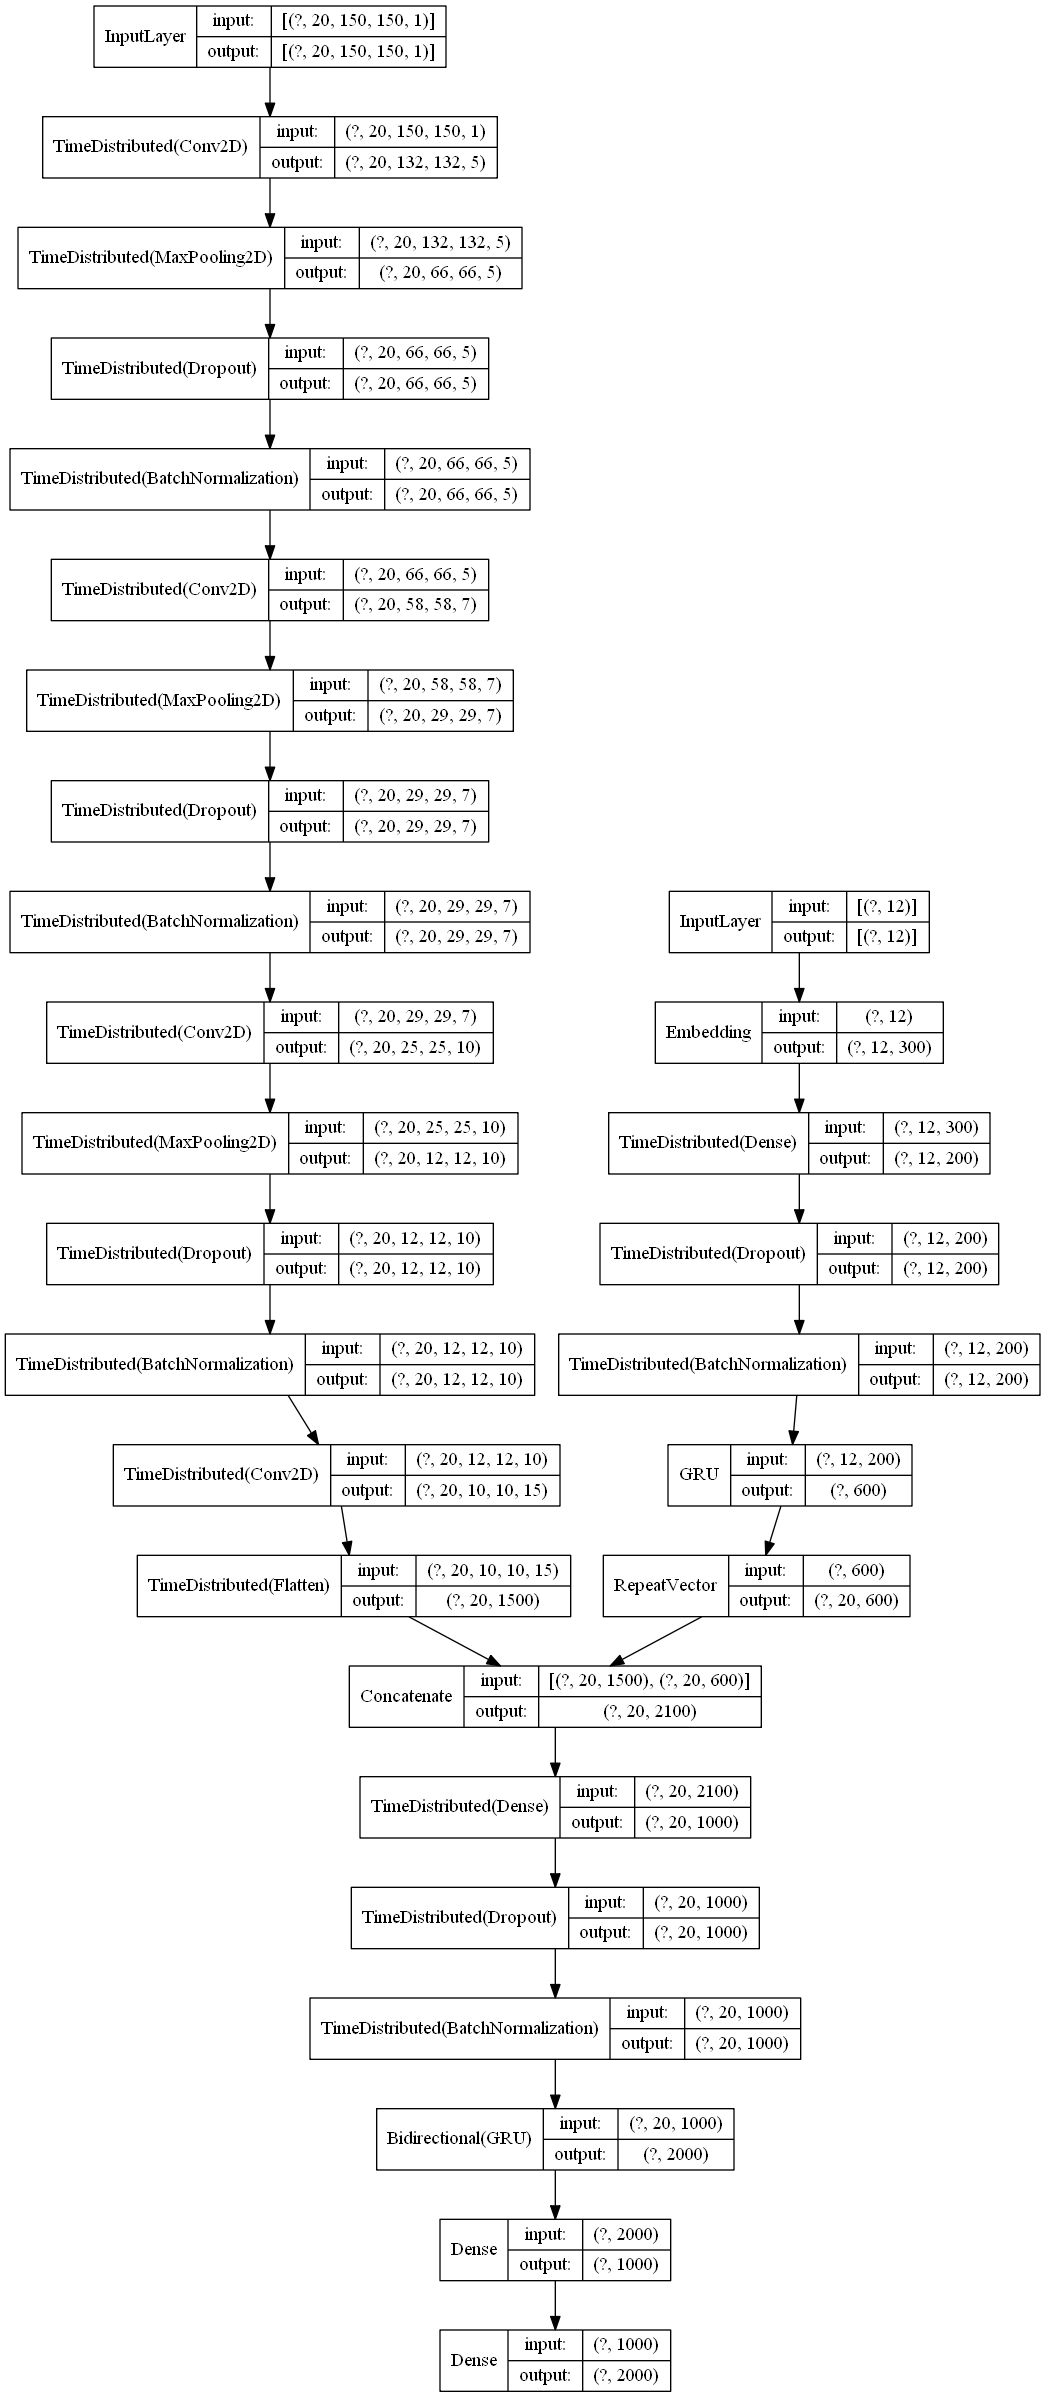 InputLayer input: [(?, 20, 150, 150, 1)]
output: [(?, 20, 150, 150, 1)]
TimeDistributed(Conv2D) input: (?, 20, 150, 150, 1)
output: (?, 20, 132, 132, 5)
TimeDistributed(MaxPooling2D) input: (?, 20, 132, 132, 5)
output: (?, 20, 66, 66, 5)
TimeDistributed(Dropout) input: (?, 20, 66, 66, 5)
output: (?, 20, 66, 66, 5)
TimeDistributed(BatchNormalization) input: (?, 20, 66, 66, 5)
output: (?, 20, 66, 66, 5)
TimeDistributed(Conv2D) input: (?, 20, 66, 66, 5)
output: (?, 20, 58, 58, 7)
TimeDistributed(MaxPooling2D) input: (?, 20, 58, 58, 7)
output: (?, 20, 29, 29, 7)
TimeDistributed(Dropout) input: (?, 20, 29, 29, 7)
output: (?, 20, 29, 29, 7)
TimeDistributed(BatchNormalization) input: (?, 20, 29, 29, 7)
output: (?, 20, 29, 29, 7)
InputLayer input: [(?, 12)]
output: [(?, 12)]
TimeDistributed(Conv2D) input: (?, 20, 29, 29, 7)
output: (?, 20, 25, 25, 10)
Embedding input: (?, 12)
output: (?, 12, 300)
TimeDistributed(MaxPooling2D) input: (?, 20, 25, 25, 10)
output: (?, 20, 12, 12, 10)
TimeDistributed(Dense) input: (?, 12, 300)
output: (?, 12, 200)
TimeDistributed(Dropout) input: (?, 20, 12, 12, 10)
output: (?, 20, 12, 12, 10)
TimeDistributed(Dropout) input: (?, 12, 200)
output: (?, 12, 200)
TimeDistributed(BatchNormalization) input: (?, 20, 12, 12, 10)
output: (?, 20, 12, 12, 10)
TimeDistributed(BatchNormalization) input: (?, 12, 200)
output: (?, 12, 200)
TimeDistributed(Conv2D) input: (?, 20, 12, 12, 10)
output: (?, 20, 10, 10, 15)
GRU input: (?, 12, 200)
output: (?, 600)
TimeDistributed(Flatten) input: (?, 20, 10, 10, 15)
output: (?, 20, 1500)
RepeatVector input: (?, 600)
output: (?, 20, 600)
Concatenate input: [(?, 20, 1500), (?, 20, 600)]
output: (?, 20, 2100)
TimeDistributed(Dense) input: (?, 20, 2100)
output: (?, 20, 1000)
TimeDistributed(Dropout) input: (?, 20, 1000)
output: (?, 20, 1000)
TimeDistributed(BatchNormalization) input: (?, 20, 1000)
output: (?, 20, 1000)
Bidirectional(GRU) input: (?, 20, 1000)
output: (?, 2000)
Dense input: (?, 2000)
output: (?, 1000)
Dense input: (?, 1000)
output: (?, 2000)